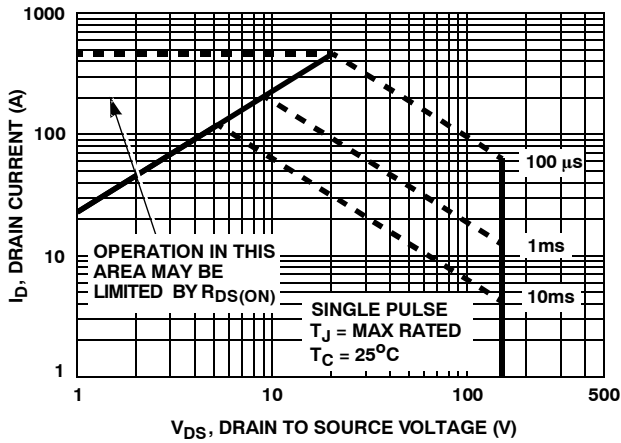 1000
100
10
1
I_D, DRAIN CURRENT (A)
OPERATION IN THIS
AREA MAY BE
LIMITED BY R_DS(ON)
100 µs
1ms
10ms
SINGLE PULSE
T_J = MAX RATED
T_C = 25°C
1 10 100 500
V_DS, DRAIN TO SOURCE VOLTAGE (V)